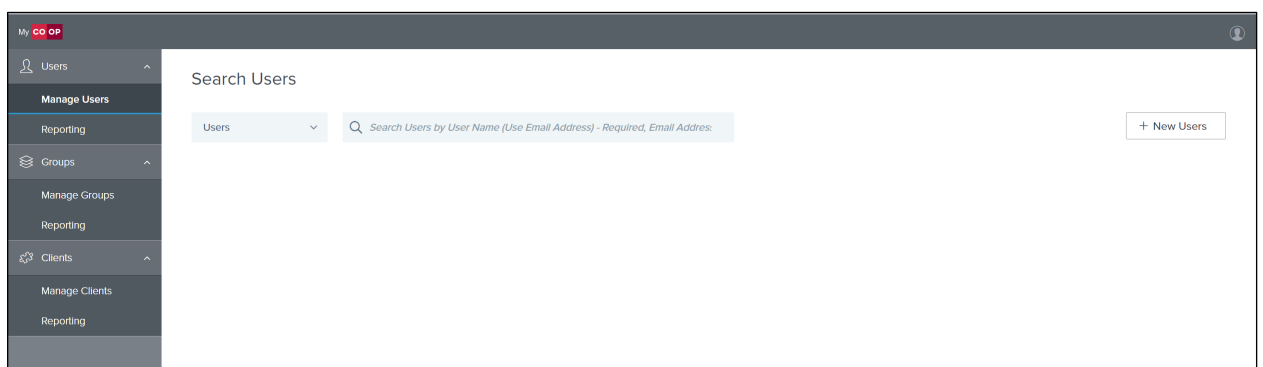 My CO OP
Users
Manage Users
Reporting
Groups
Manage Groups
Reporting
Clients
Manage Clients
Reporting
Search Users
Users
Search Users by User Name (Use Email Address) - Required, Email Addres:
+ New Users